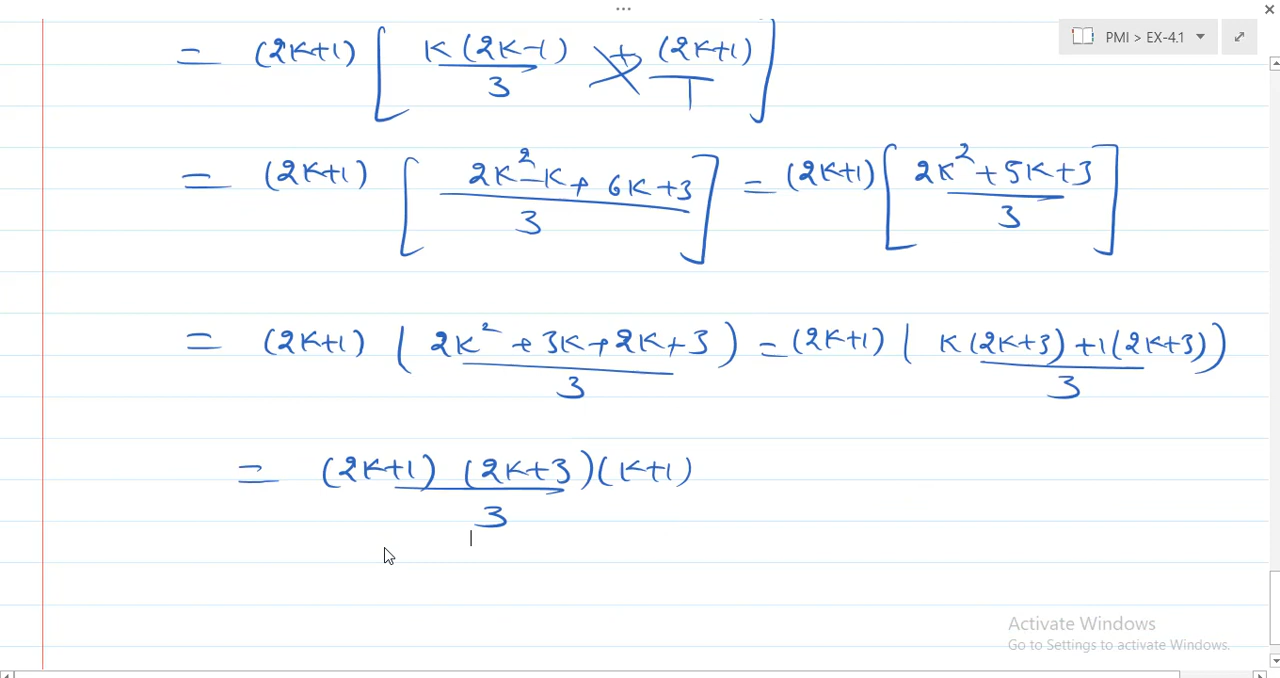 PMI > EX-4.1
= (2K+1) [ K(2K-1)/3 + (2K+1)/1 ]
= (2K+1) [ 2K²-K+6K+3 / 3 ] = (2K+1) [ 2K²+5K+3 / 3 ]
= (2K+1) ( 2K²+3K+2K+3 / 3 ) = (2K+1) ( K(2K+3)+1(2K+3) / 3 )
= (2K+1) (2K+3)(K+1) / 3
Activate Windows
Go to Settings to activate Windows.